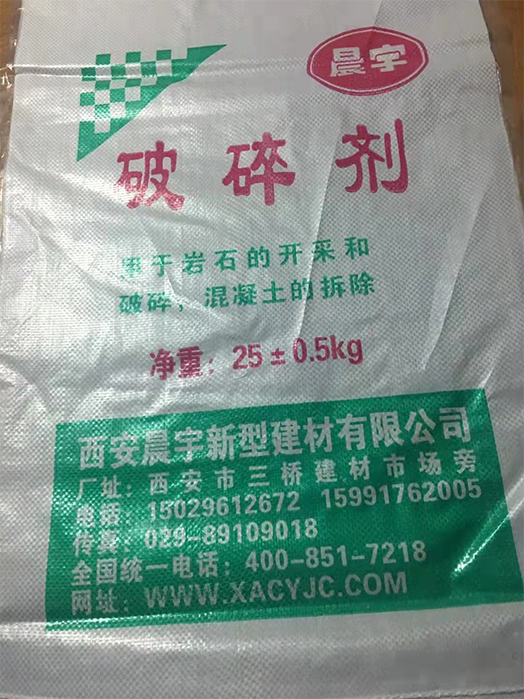 晨宇
破碎剂
用于岩石的开采和
破碎，混凝土的拆除
净重：25±0.5kg
西安晨宇新型建材有限公司
厂址：西安市三桥建材市场旁
电话：15029612672 15991762005
传真：029-89109018
全国统一电话：400-851-7218
网址：WWW.XACYJC.COM